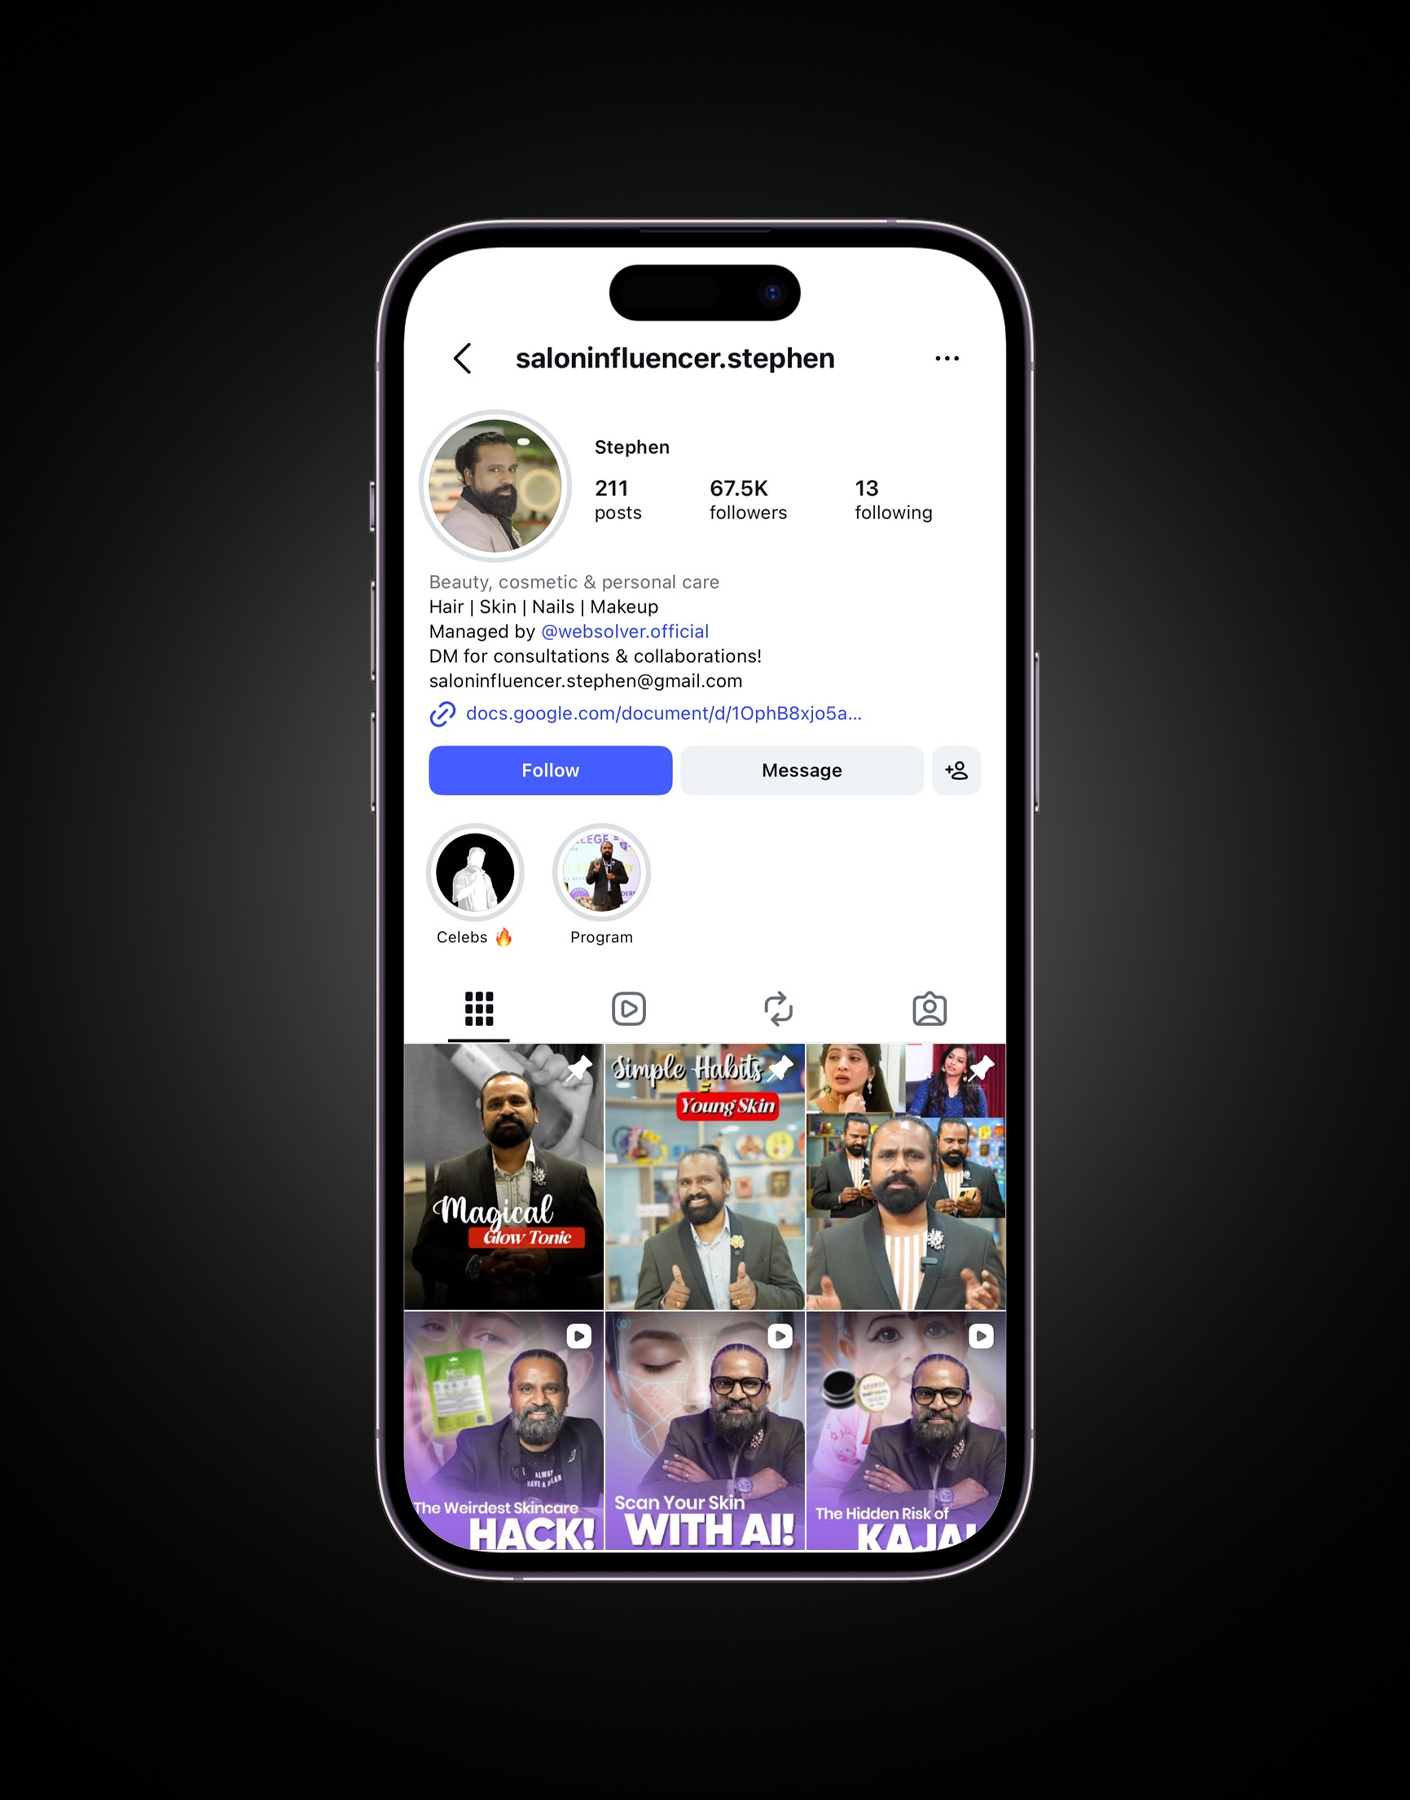 saloninfluencer.stephen
Stephen
211 67.5K 13
posts followers following
Beauty, cosmetic & personal care
Hair | Skin | Nails | Makeup
Managed by @websolver.official
DM for consultations & collaborations!
saloninfluencer.stephen@gmail.com
docs.google.com/document/d/1OphB8xjo5a...
Follow Message
Celebs 🔥 Program
Magical
Glow Tonic
Simple Habits
=
Young Skin
The Weirdest Skincare
HACK!
Scan Your Skin
WITH AI!
The Hidden Risk of
KAJAL